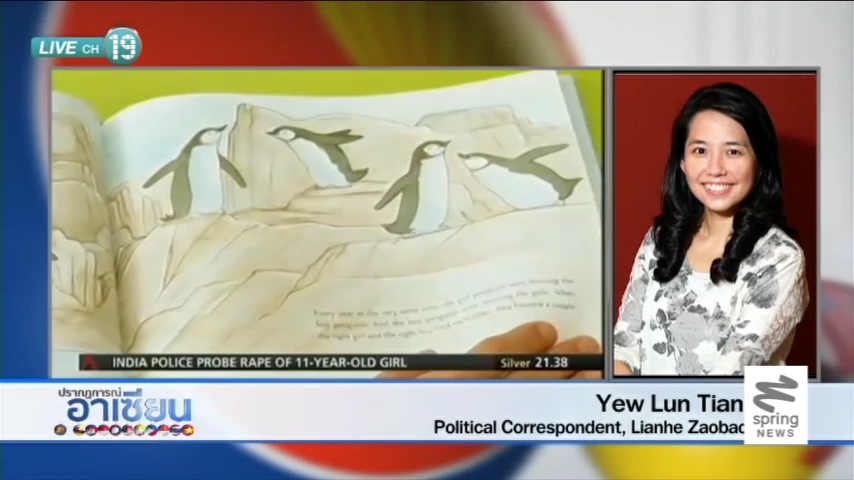 LIVE CH 19
INDIA POLICE PROBE RAPE OF 11-YEAR-OLD GIRL
Silver 21.38
ปรากฏการณ์
อาเซียน
Yew Lun Tian
Political Correspondent, Lianhe Zaobao
spring
NEWS